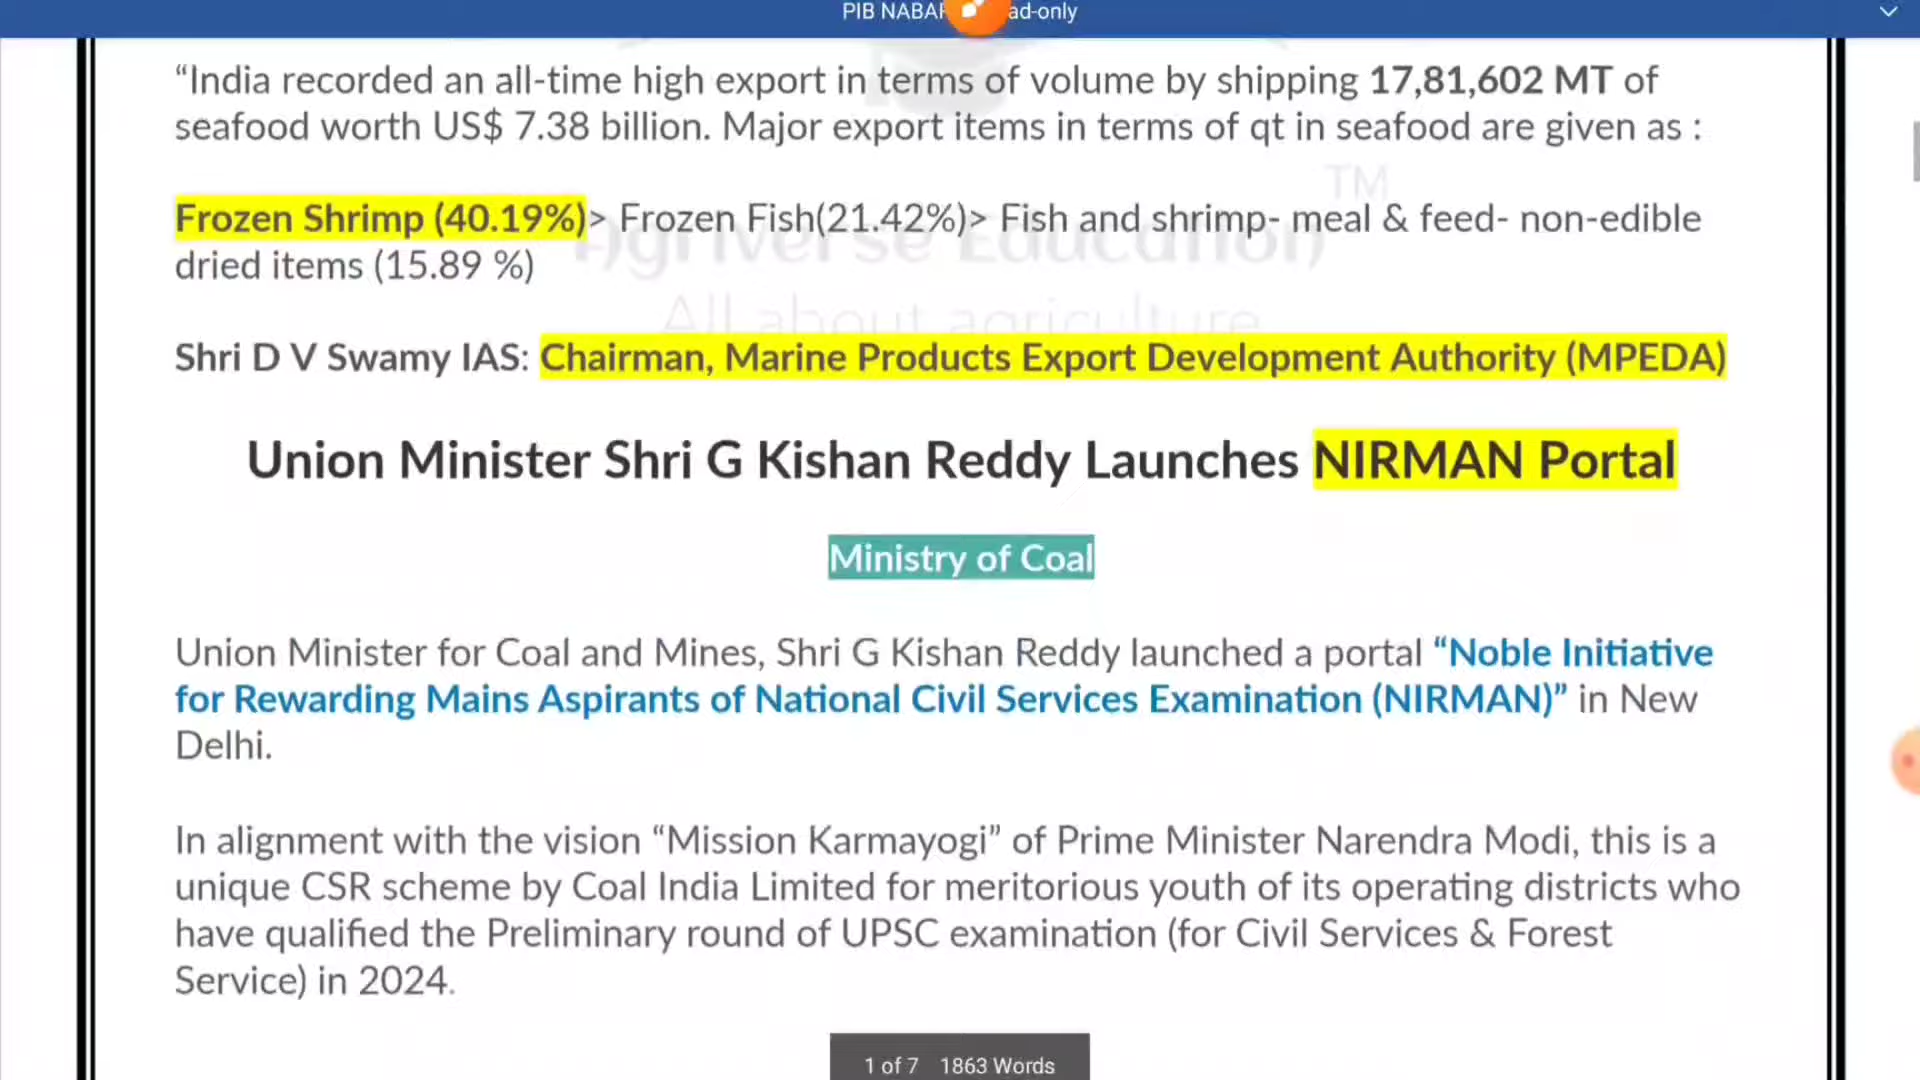 PIB NABAR ad-only
“India recorded an all-time high export in terms of volume by shipping 17,81,602 MT of
seafood worth US$ 7.38 billion. Major export items in terms of qt in seafood are given as :
TM
Frozen Shrimp (40.19%)> Frozen Fish(21.42%)> Fish and shrimp- meal & feed- non-edible
Agriverse Education
dried items (15.89 %)
All about agriculture
Shri D V Swamy IAS: Chairman, Marine Products Export Development Authority (MPEDA)
Union Minister Shri G Kishan Reddy Launches NIRMAN Portal
Ministry of Coal
Union Minister for Coal and Mines, Shri G Kishan Reddy launched a portal “Noble Initiative
for Rewarding Mains Aspirants of National Civil Services Examination (NIRMAN)” in New
Delhi.
In alignment with the vision “Mission Karmayogi” of Prime Minister Narendra Modi, this is a
unique CSR scheme by Coal India Limited for meritorious youth of its operating districts who
have qualified the Preliminary round of UPSC examination (for Civil Services & Forest
Service) in 2024.
1 of 7 1863 Words